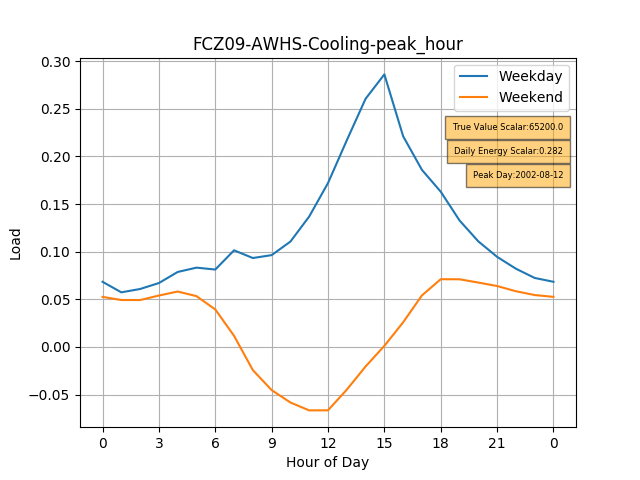 FCZ09-AWHS-Cooling-peak_hour
0.30
0.25
0.20
0.15
0.10
0.05
0.00
−0.05
Load
Weekday
Weekend
True Value Scalar:65200.0
Daily Energy Scalar:0.282
Peak Day:2002-08-12
0 3 6 9 12 15 18 21 0
Hour of Day